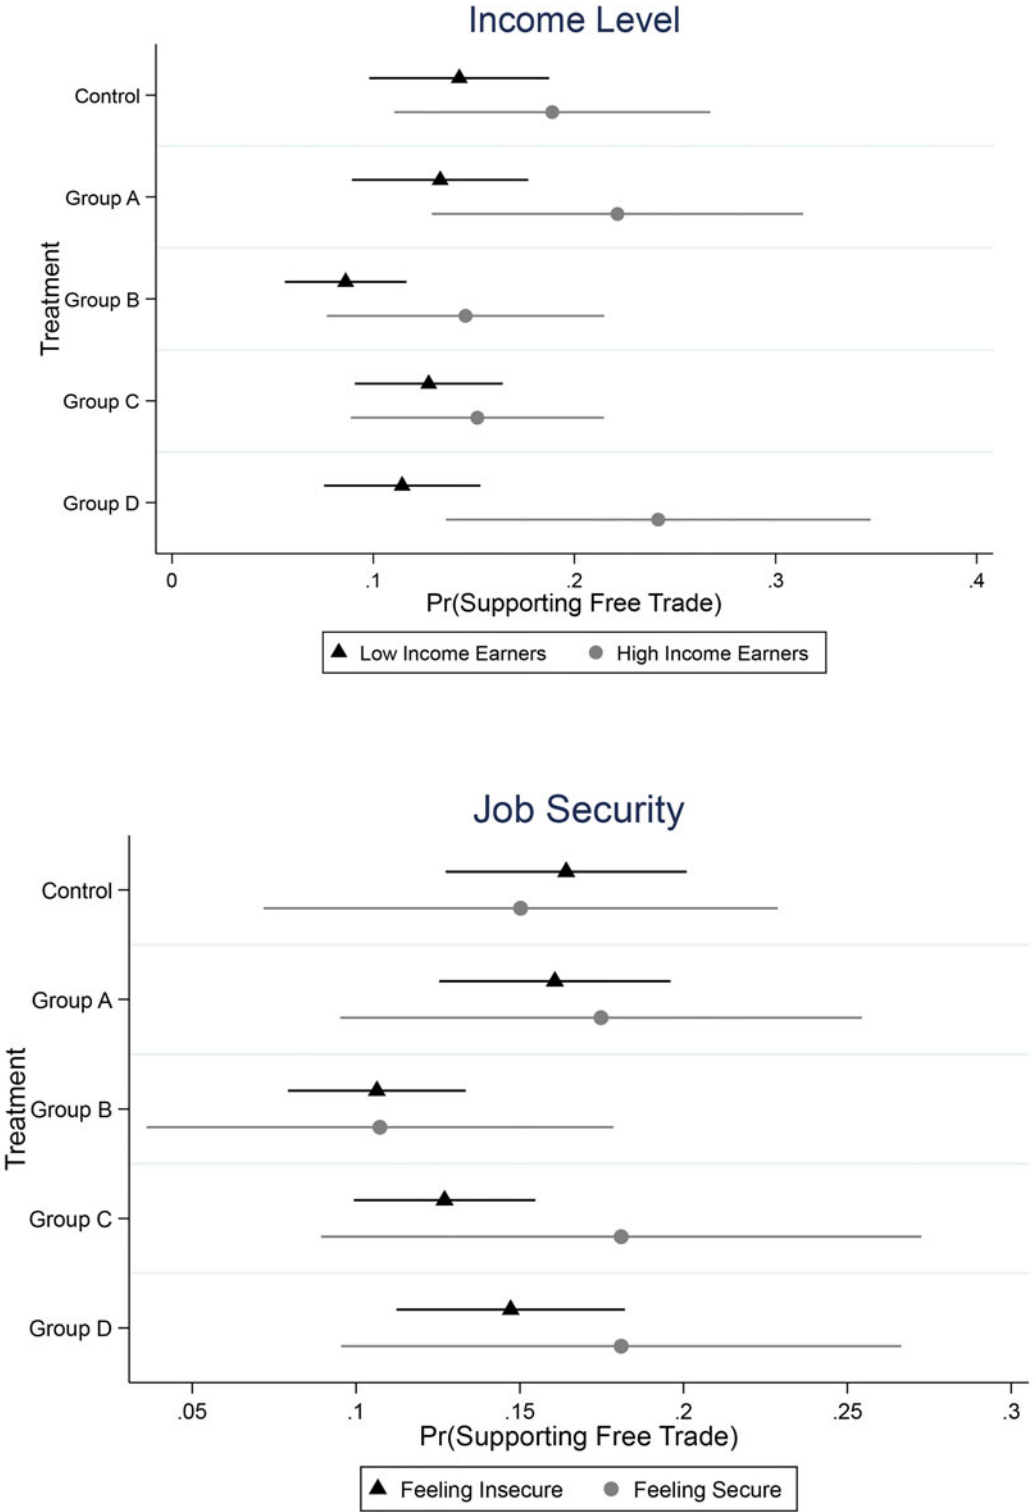 Income Level
Treatment
Control
Group A
Group B
Group C
Group D
0 .1 .2 .3 .4
Pr(Supporting Free Trade)
Low Income Earners High Income Earners
Job Security
Treatment
Control
Group A
Group B
Group C
Group D
.05 .1 .15 .2 .25 .3
Pr(Supporting Free Trade)
Feeling Insecure Feeling Secure